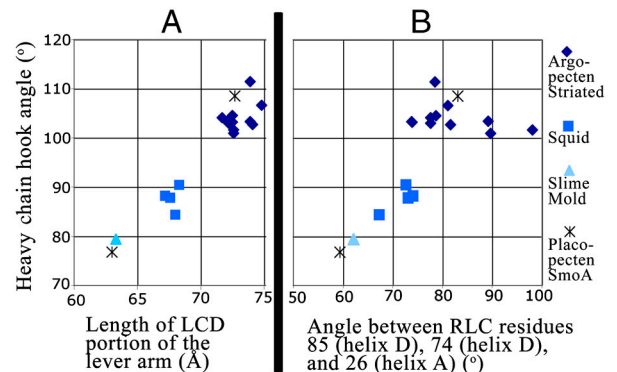 A
B
Heavy chain hook angle (°)
120
110
100
90
80
70
60 65 70 75
50 60 70 80 90 100
Length of LCD
portion of the
lever arm (Å)
Angle between RLC residues
85 (helix D), 74 (helix D),
and 26 (helix A) (°)
Argo-
pecten
Striated
Squid
Slime
Mold
Placo-
pecten
SmoA